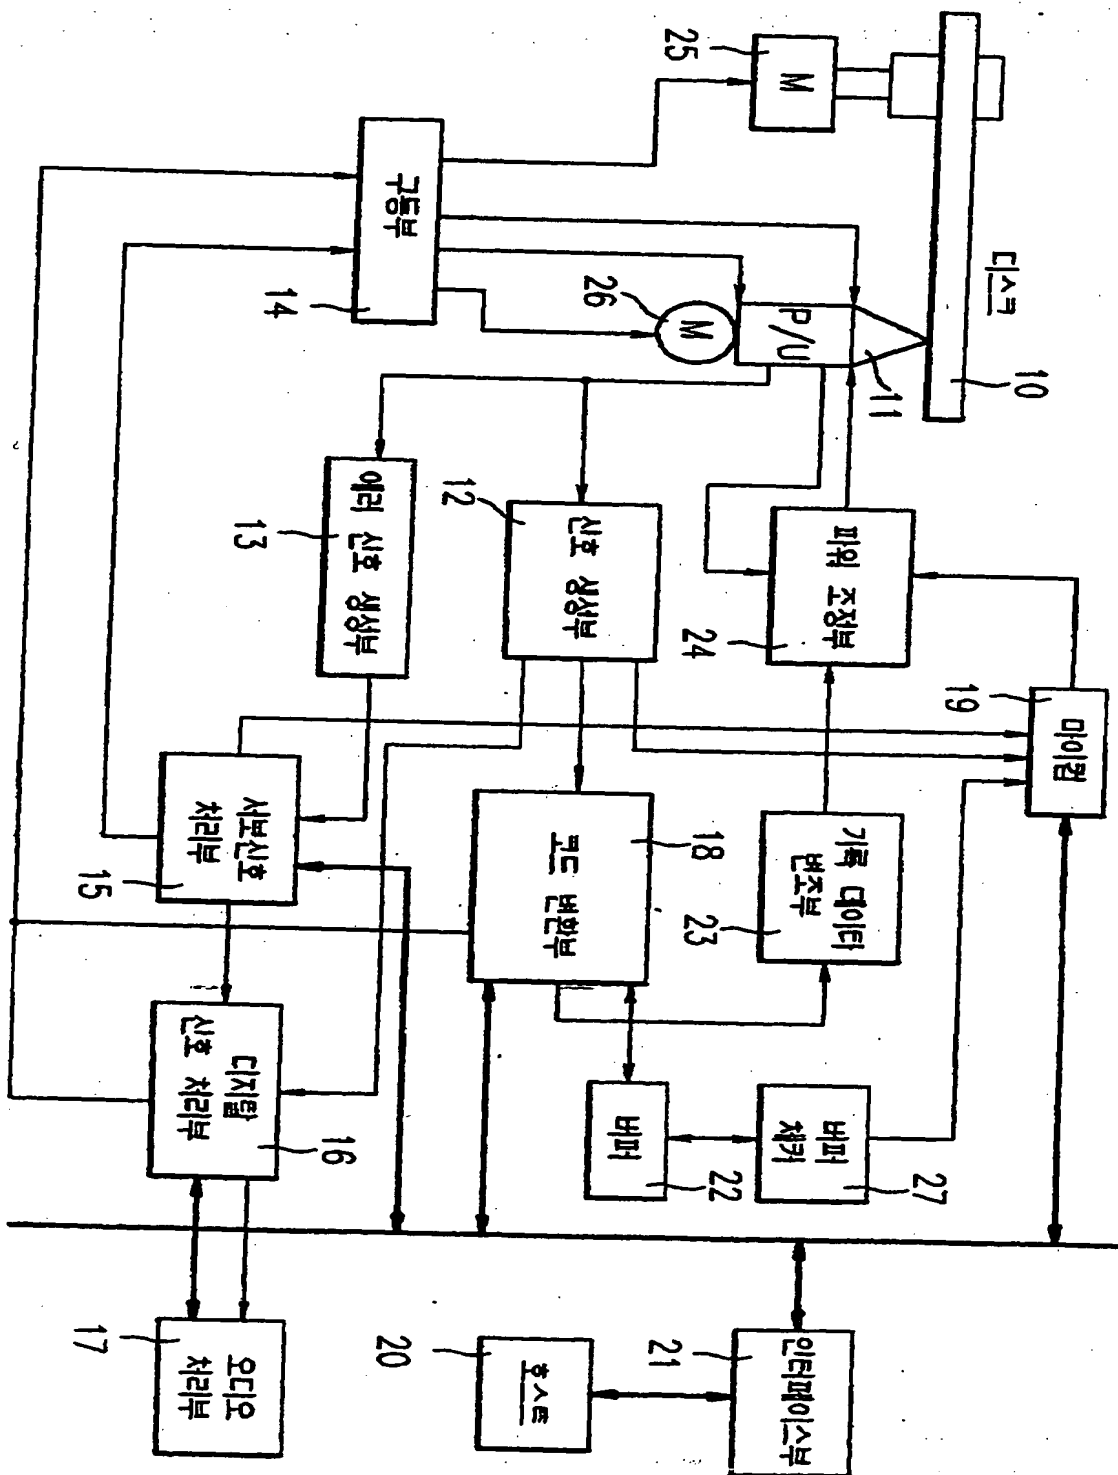 디스크
10
M
25
마이컴
19
P/U
11
M
26
파워 조정부
24
기록 데이타
변조부
23
버퍼
체커
27
버퍼
22
인터페이스부
21
호스트
20
신호 생성부
12
코드 변환부
18
구동부
14
에러 신호 생성부
13
서보신호
처리부
15
디지탈
신호 처리부
16
오디오
처리부
17